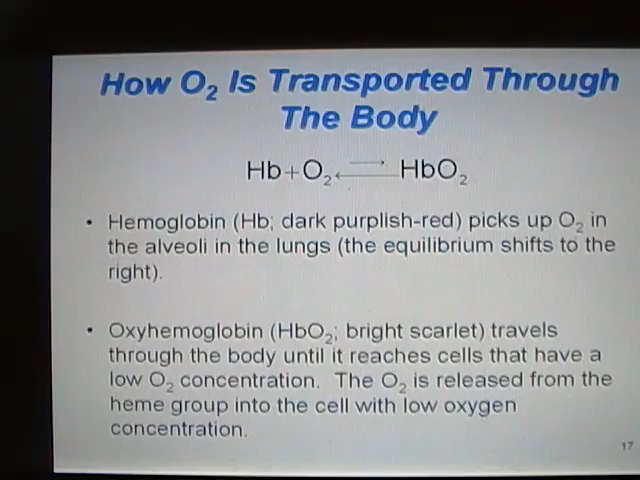 How O₂ Is Transported Through
The Body
Hb+O₂ ⇄ HbO₂
• Hemoglobin (Hb; dark purplish-red) picks up O₂ in
the alveoli in the lungs (the equilibrium shifts to the
right).
• Oxyhemoglobin (HbO₂; bright scarlet) travels
through the body until it reaches cells that have a
low O₂ concentration. The O₂ is released from the
heme group into the cell with low oxygen
concentration.
17